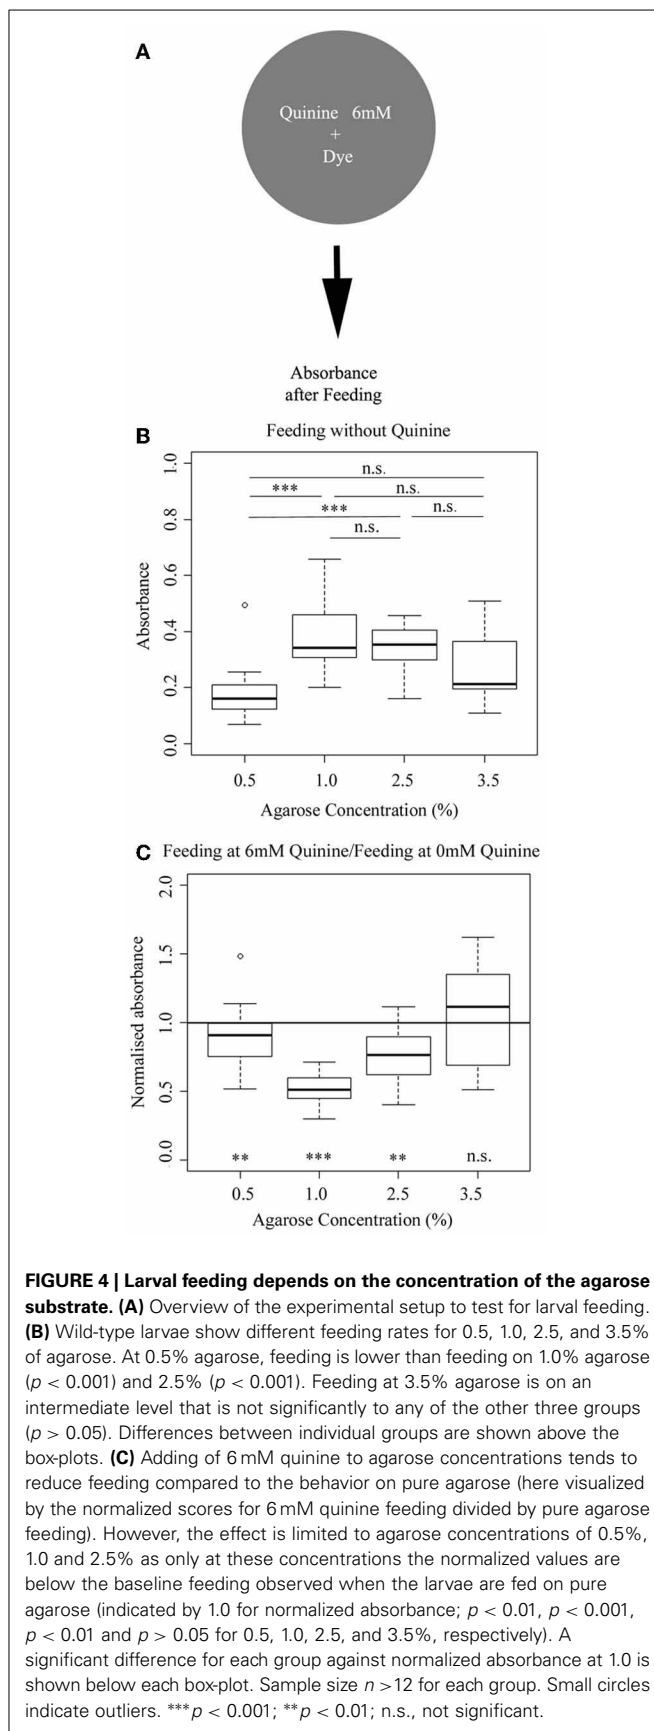 A
Quinine 6mM
+
Dye
Absorbance
after Feeding
B
Feeding without Quinine
n.s.
*** n.s.
*** n.s.
n.s.
Absorbance
0.0 0.2 0.4 0.6 0.8 1.0
0.5 1.0 2.5 3.5
Agarose Concentration (%)
C Feeding at 6mM Quinine/Feeding at 0mM Quinine
Normalised absorbance
0.0 0.5 1.0 1.5 2.0
** *** ** n.s.
0.5 1.0 2.5 3.5
Agarose Concentration (%)
FIGURE 4 | Larval feeding depends on the concentration of the agarose
substrate. (A) Overview of the experimental setup to test for larval feeding.
(B) Wild-type larvae show different feeding rates for 0.5, 1.0, 2.5, and 3.5%
of agarose. At 0.5% agarose, feeding is lower than feeding on 1.0% agarose
(p < 0.001) and 2.5% (p < 0.001). Feeding at 3.5% agarose is on an
intermediate level that is not significantly to any of the other three groups
(p > 0.05). Differences between individual groups are shown above the
box-plots. (C) Adding of 6 mM quinine to agarose concentrations tends to
reduce feeding compared to the behavior on pure agarose (here visualized
by the normalized scores for 6 mM quinine feeding divided by pure agarose
feeding). However, the effect is limited to agarose concentrations of 0.5%,
1.0 and 2.5% as only at these concentrations the normalized values are
below the baseline feeding observed when the larvae are fed on pure
agarose (indicated by 1.0 for normalized absorbance; p < 0.01, p < 0.001,
p < 0.01 and p > 0.05 for 0.5, 1.0, 2.5, and 3.5%, respectively). A
significant difference for each group against normalized absorbance at 1.0 is
shown below each box-plot. Sample size n >12 for each group. Small circles
indicate outliers. ***p < 0.001; **p < 0.01; n.s., not significant.